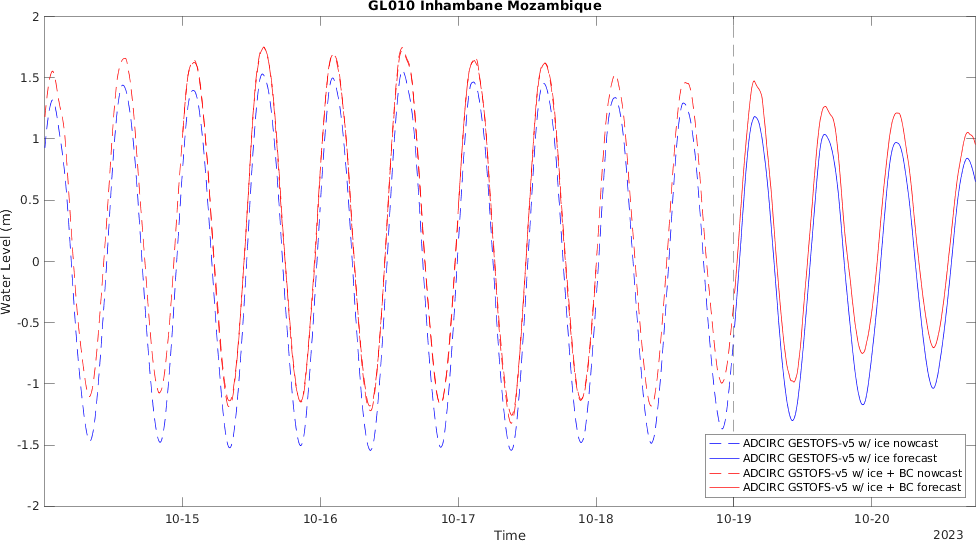 GL010 Inhambane Mozambique
2
1.5
1
0.5
0
-0.5
-1
-1.5
-2
Water Level (m)
10-15 10-16 10-17 10-18 10-19 10-20
Time
2023
ADCIRC GESTOFS-v5 w/ ice nowcast
ADCIRC GESTOFS-v5 w/ ice forecast
ADCIRC GSTOFS-v5 w/ ice + BC nowcast
ADCIRC GSTOFS-v5 w/ ice + BC forecast